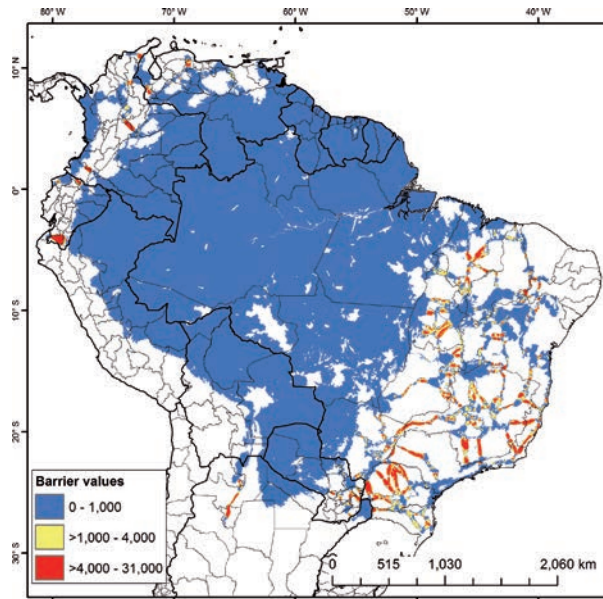 80°W 70°W 60°W 50°W 40°W
10°N
0°
10°S
20°S
30°S
Barrier values
0 - 1,000
>1,000 - 4,000
>4,000 - 31,000
0 515 1,030 2,060 km